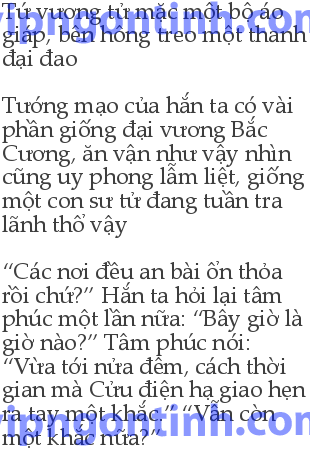 Tứ vương tử mặc một bộ áo
giáp, bên hông treo một thanh
đại đao
Tướng mạo của hắn ta có vài
phần giống đại vương Bắc
Cương, ăn vận như vậy nhìn
cũng uy phong lẫm liệt, giống
một con sư tử đang tuần tra
lãnh thổ vậy
“Các nơi đều an bài ổn thỏa
rồi chứ?” Hắn ta hỏi lại tâm
phúc một lần nữa: “Bây giờ là
giờ nào?” Tâm phúc nói:
“Vừa tới nửa đêm, cách thời
gian mà Cửu điện hạ giao hẹn
ra tay một khắc.” “Vẫn còn
một khắc nữa?”
vipngontinh.com
vipngontinh.com